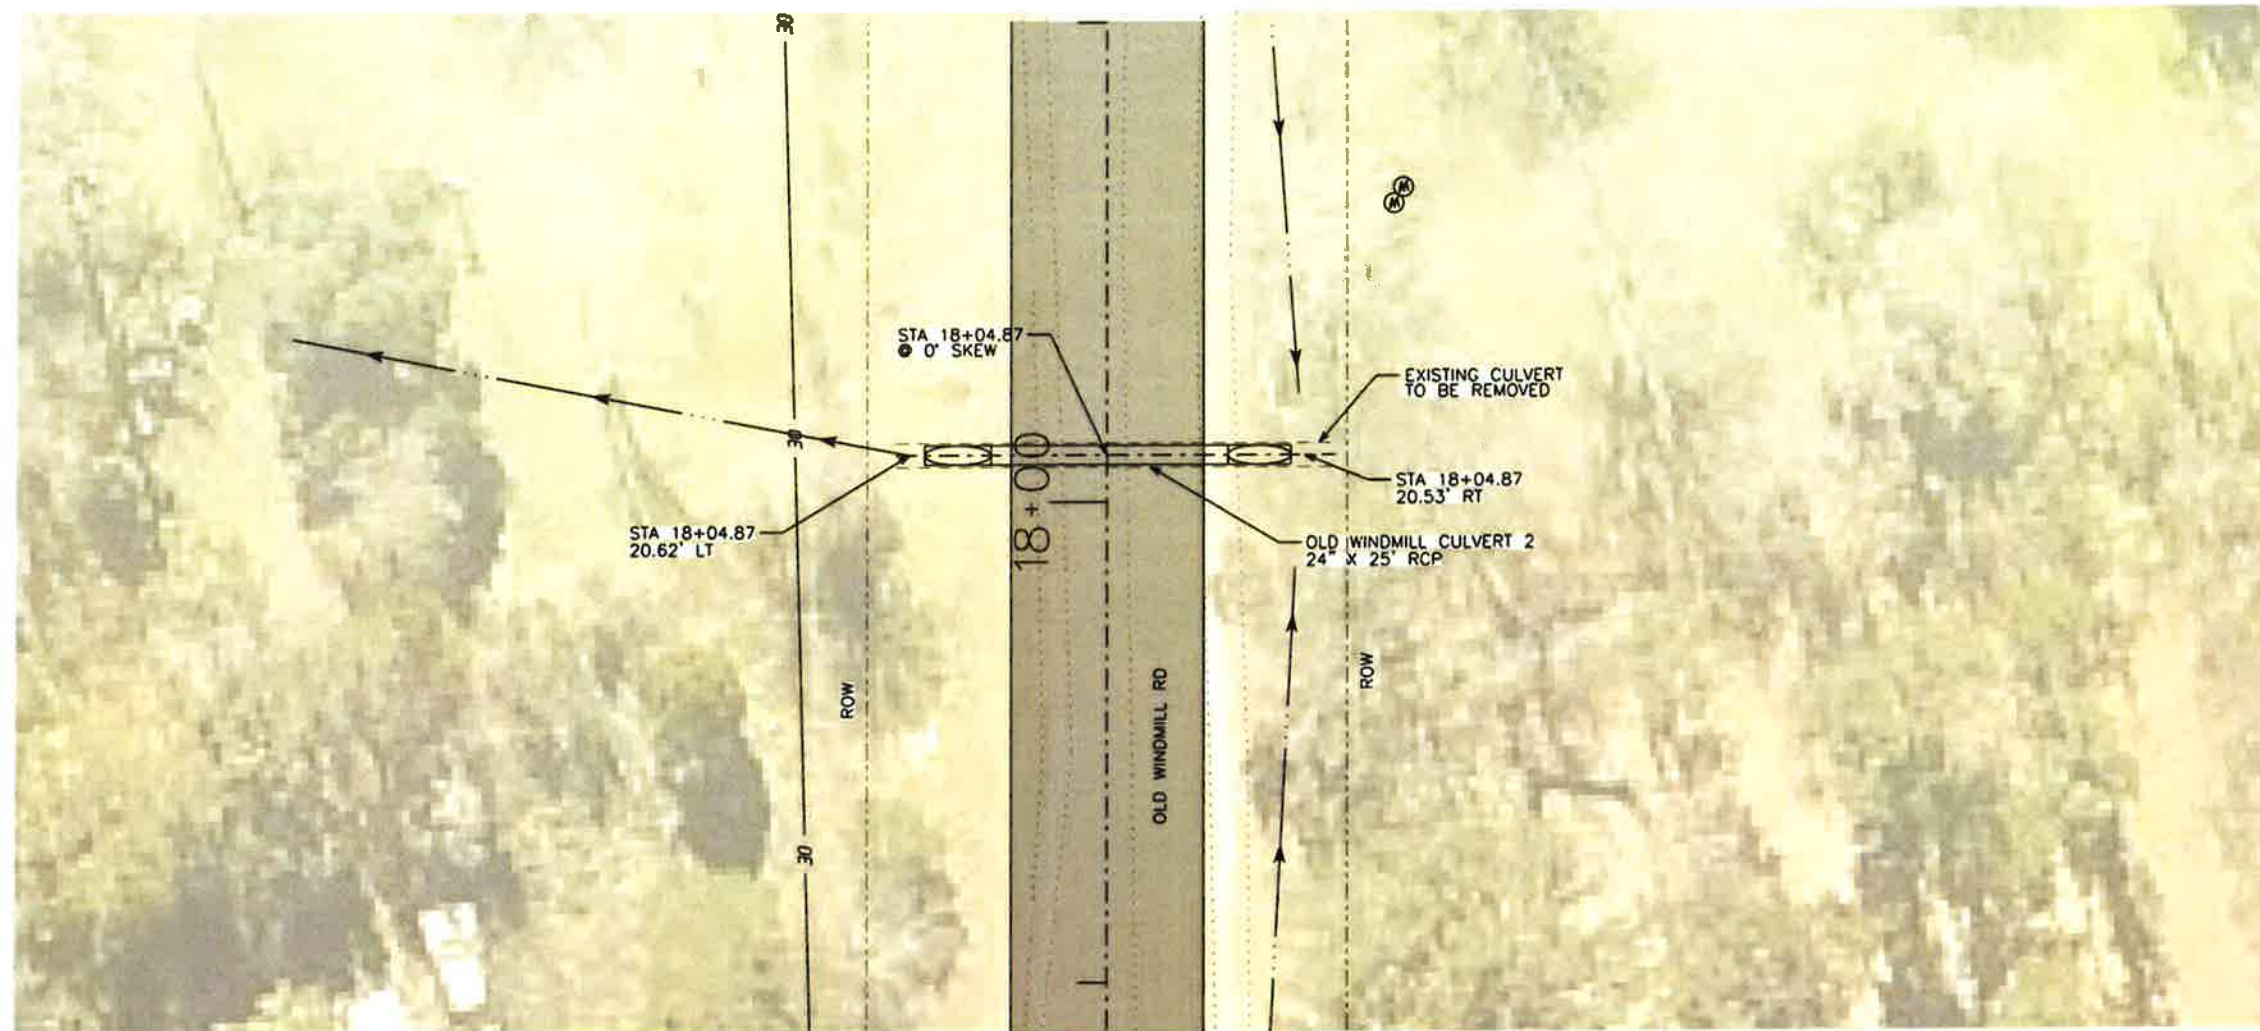 30
STA 18+04.87
@ 0° SKEW
EXISTING CULVERT
TO BE REMOVED
30
18+00
STA 18+04.87
20.53' RT
STA 18+04.87
20.62' LT
OLD WINDMILL CULVERT 2
24" X 25' RCP
ROW
ROW
OLD WINDMILL RD
30
W
W